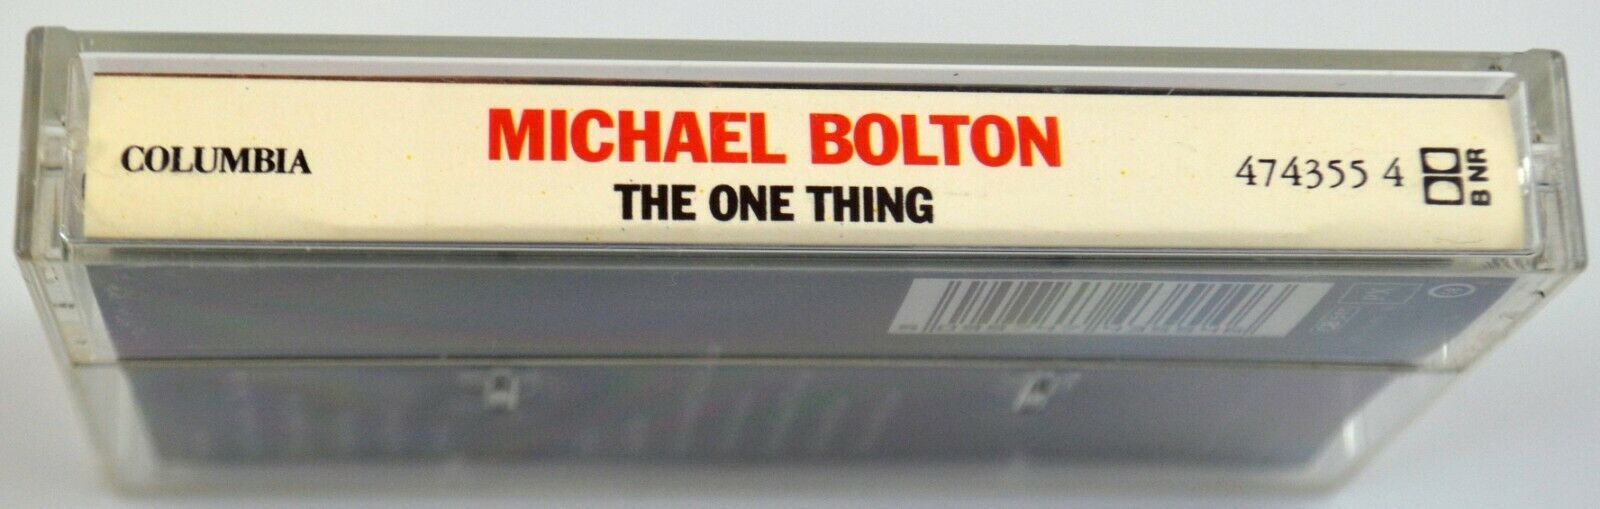 COLUMBIA
MICHAEL BOLTON
THE ONE THING
474355 4
B NR